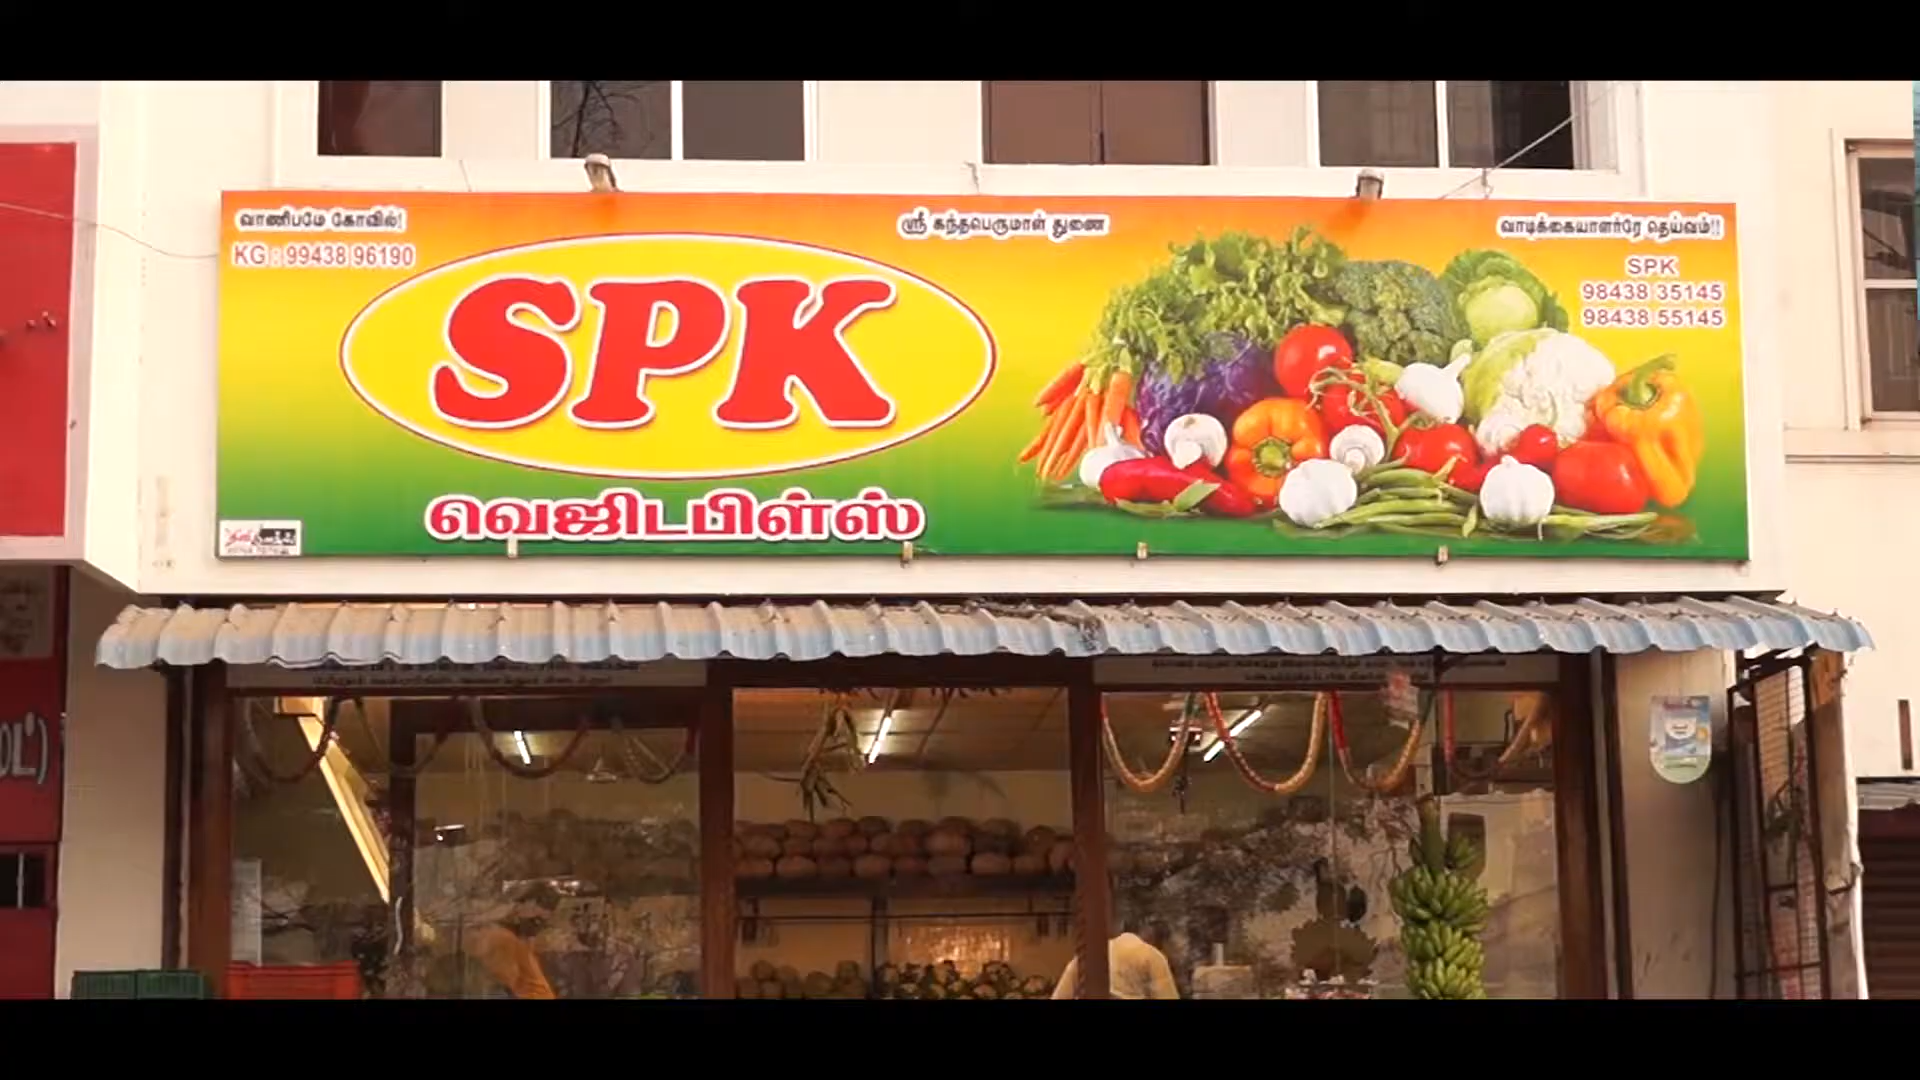 வாணிபமே கோவில்!
ஸ்ரீ கந்தபெருமாள் துணை
வாடிக்கையாளர்ரே தெய்வம்!!
KG : 99438 96190
SPK
98438 35145
98438 55145
SPK
வெஜிடபிள்ஸ்